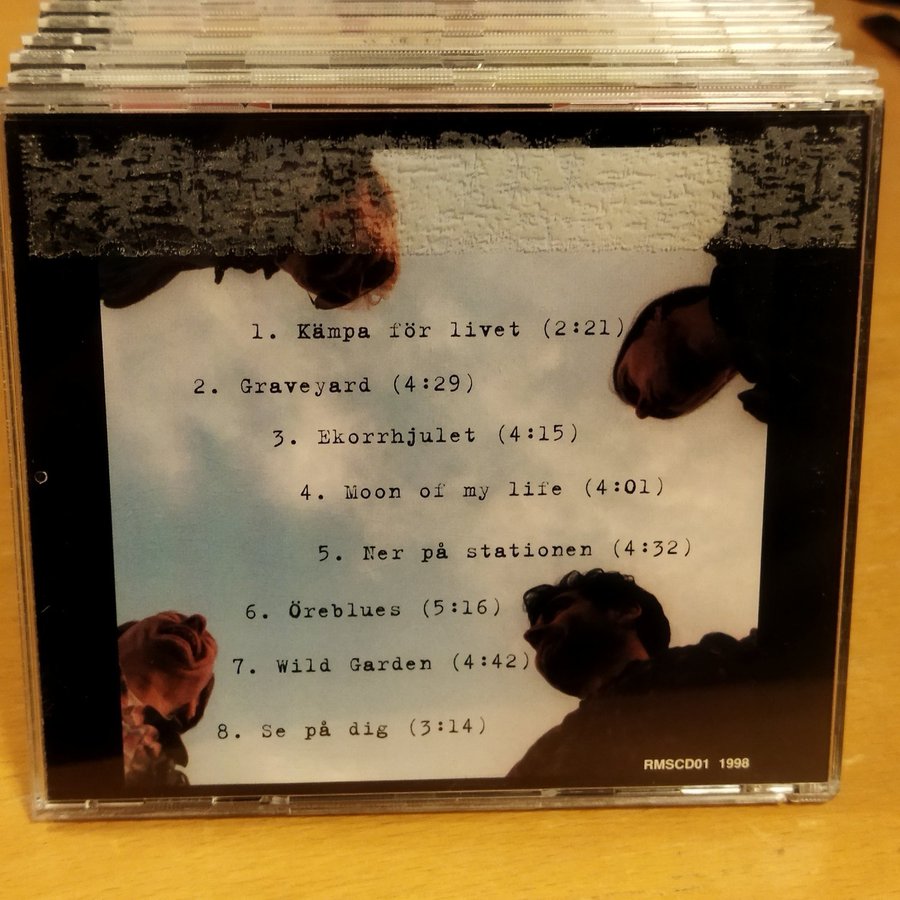 1. Kämpa för livet (2:21)
2. Graveyard (4:29)
3. Ekorrhjulet (4:15)
4. Moon of my life (4:01)
5. Ner på stationen (4:32)
6. Öreblues (5:16)
7. Wild Garden (4:42)
8. Se på dig (3:14)
RMSCD01 1998